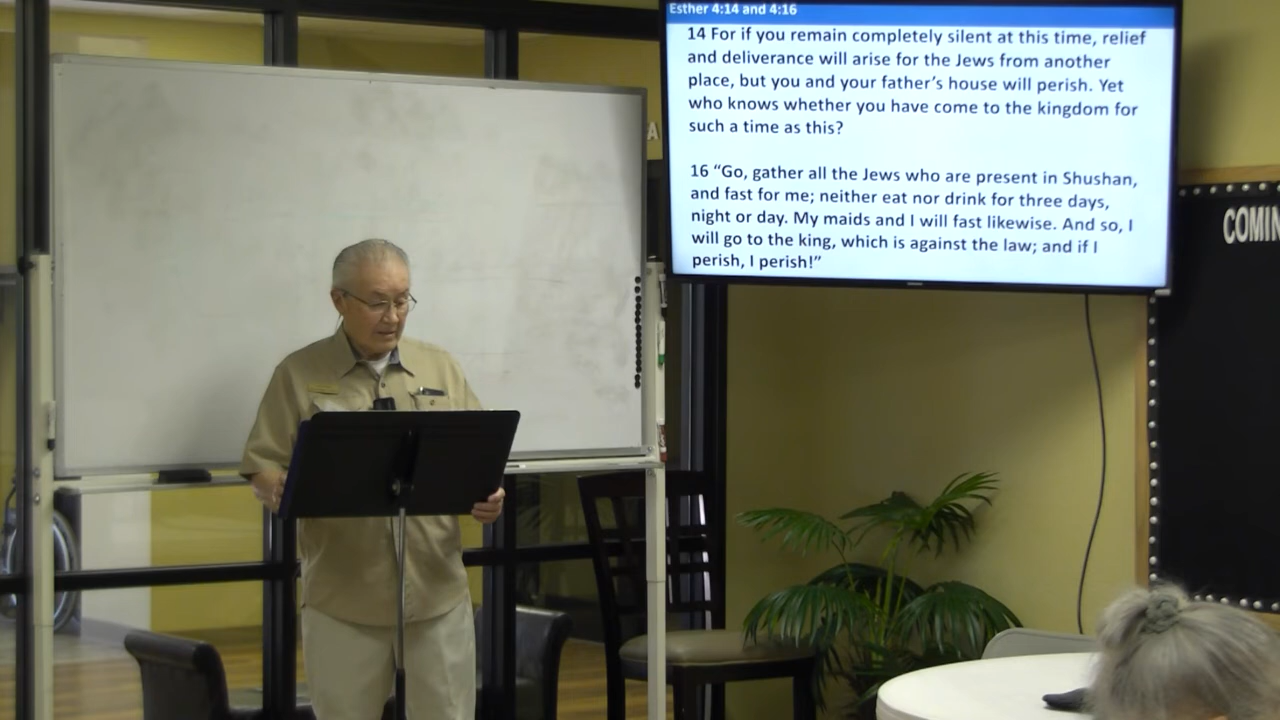 Esther 4:14 and 4:16
14 For if you remain completely silent at this time, relief
and deliverance will arise for the Jews from another
place, but you and your father's house will perish. Yet
who knows whether you have come to the kingdom for
such a time as this?
16 “Go, gather all the Jews who are present in Shushan,
and fast for me; neither eat nor drink for three days,
night or day. My maids and I will fast likewise. And so, I
will go to the king, which is against the law; and if I
perish, I perish!”
A
COMIN